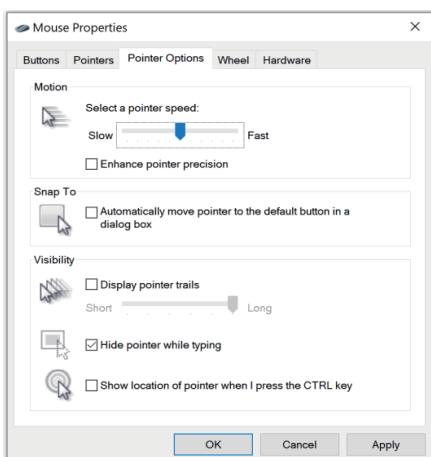 Mouse Properties
Buttons Pointers Pointer Options Wheel Hardware
Motion
Select a pointer speed:
Slow Fast
Enhance pointer precision
Snap To
Automatically move pointer to the default button in a
dialog box
Visibility
Display pointer trails
Short Long
Hide pointer while typing
Show location of pointer when I press the CTRL key
OK Cancel Apply